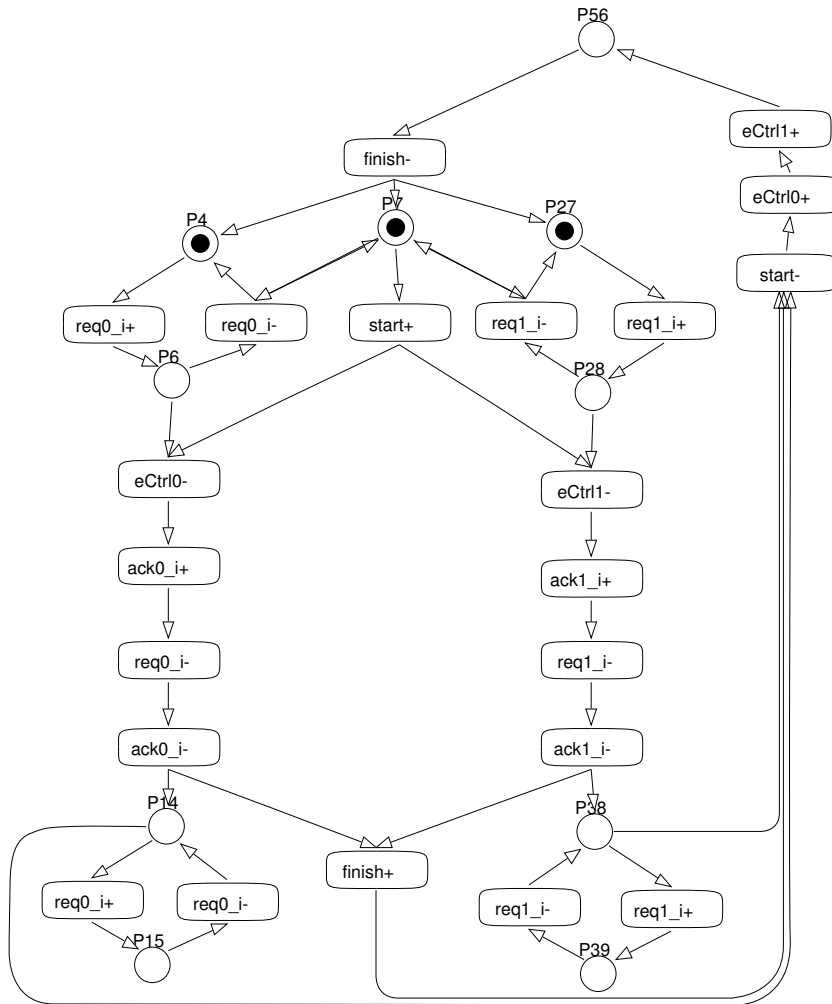 P56
eCtrl1+
finish-
eCtrl0+
P4
P7
P27
start-
req0_i+
req0_i-
start+
req1_i-
req1_i+
P6
P28
eCtrl0-
eCtrl1-
ack0_i+
ack1_i+
req0_i-
req1_i-
ack0_i-
ack1_i-
P14
P38
finish+
req0_i+
req0_i-
req1_i-
req1_i+
P15
P39